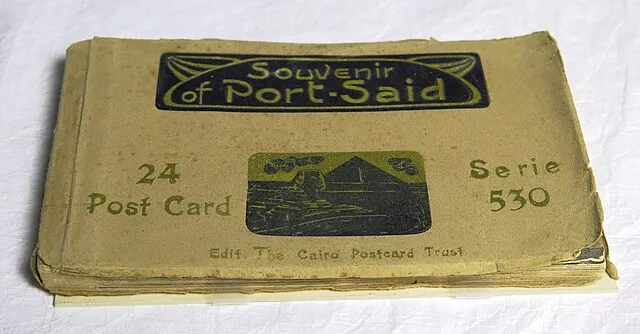 Souvenir
of Port-Said
24
Post Card
Serie
530
Edit. The Cairo Postcard Trust